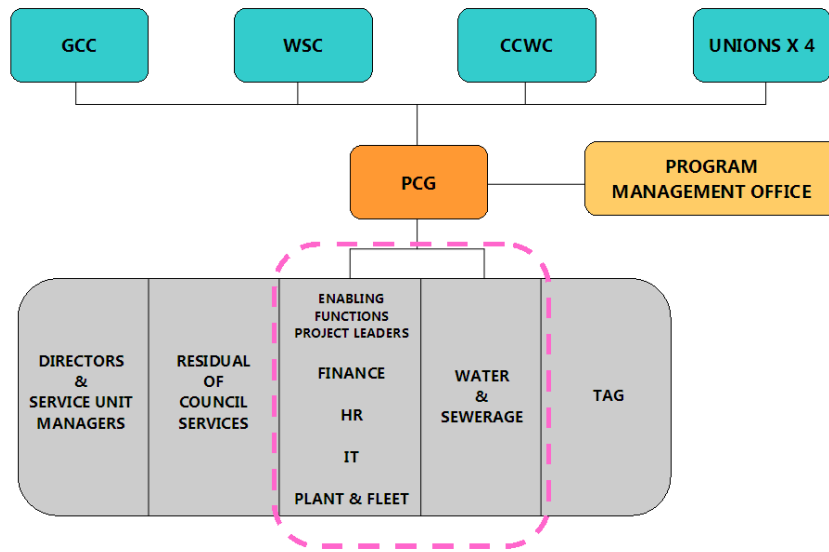 GCC
WSC
CCWC
UNIONS X 4
PCG
PROGRAM
MANAGEMENT OFFICE
DIRECTORS
&
SERVICE UNIT
MANAGERS
RESIDUAL
OF
COUNCIL
SERVICES
ENABLING
FUNCTIONS
PROJECT LEADERS
FINANCE
HR
IT
PLANT & FLEET
WATER
&
SEWERAGE
TAG